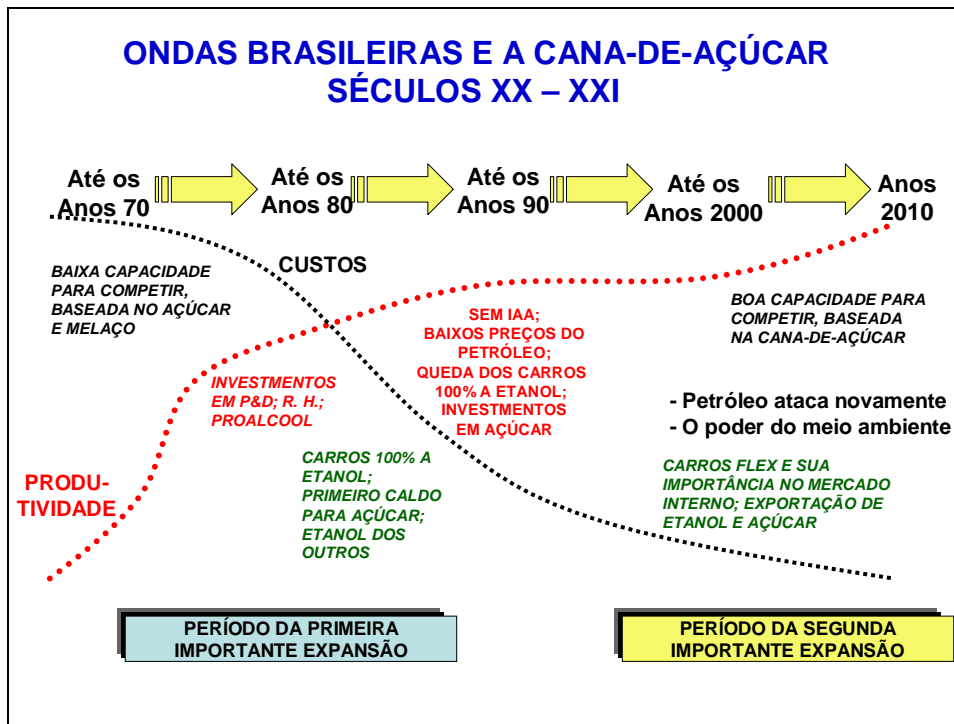 ONDAS BRASILEIRAS E A CANA-DE-AÇÚCAR
SÉCULOS XX – XXI
Até os
Anos 70
Até os
Anos 80
Até os
Anos 90
Até os
Anos 2000
Anos
2010
CUSTOS
BAIXA CAPACIDADE
PARA COMPETIR,
BASEADA NO AÇÚCAR
E MELAÇO
SEM IAA;
BAIXOS PREÇOS DO
PETRÓLEO;
QUEDA DOS CARROS
100% A ETANOL;
INVESTMENTOS
EM AÇÚCAR
BOA CAPACIDADE PARA
COMPETIR, BASEADA
NA CANA-DE-AÇÚCAR
INVESTMENTOS
EM P&D; R. H.;
PROALCOOL
- Petróleo ataca novamente
- O poder do meio ambiente
PRODU-
TIVIDADE
CARROS 100% A
ETANOL;
PRIMEIRO CALDO
PARA AÇÚCAR;
ETANOL DOS
OUTROS
CARROS FLEX E SUA
IMPORTÂNCIA NO MERCADO
INTERNO; EXPORTAÇÃO DE
ETANOL E AÇÚCAR
PERÍODO DA PRIMEIRA
IMPORTANTE EXPANSÃO
PERÍODO DA SEGUNDA
IMPORTANTE EXPANSÃO